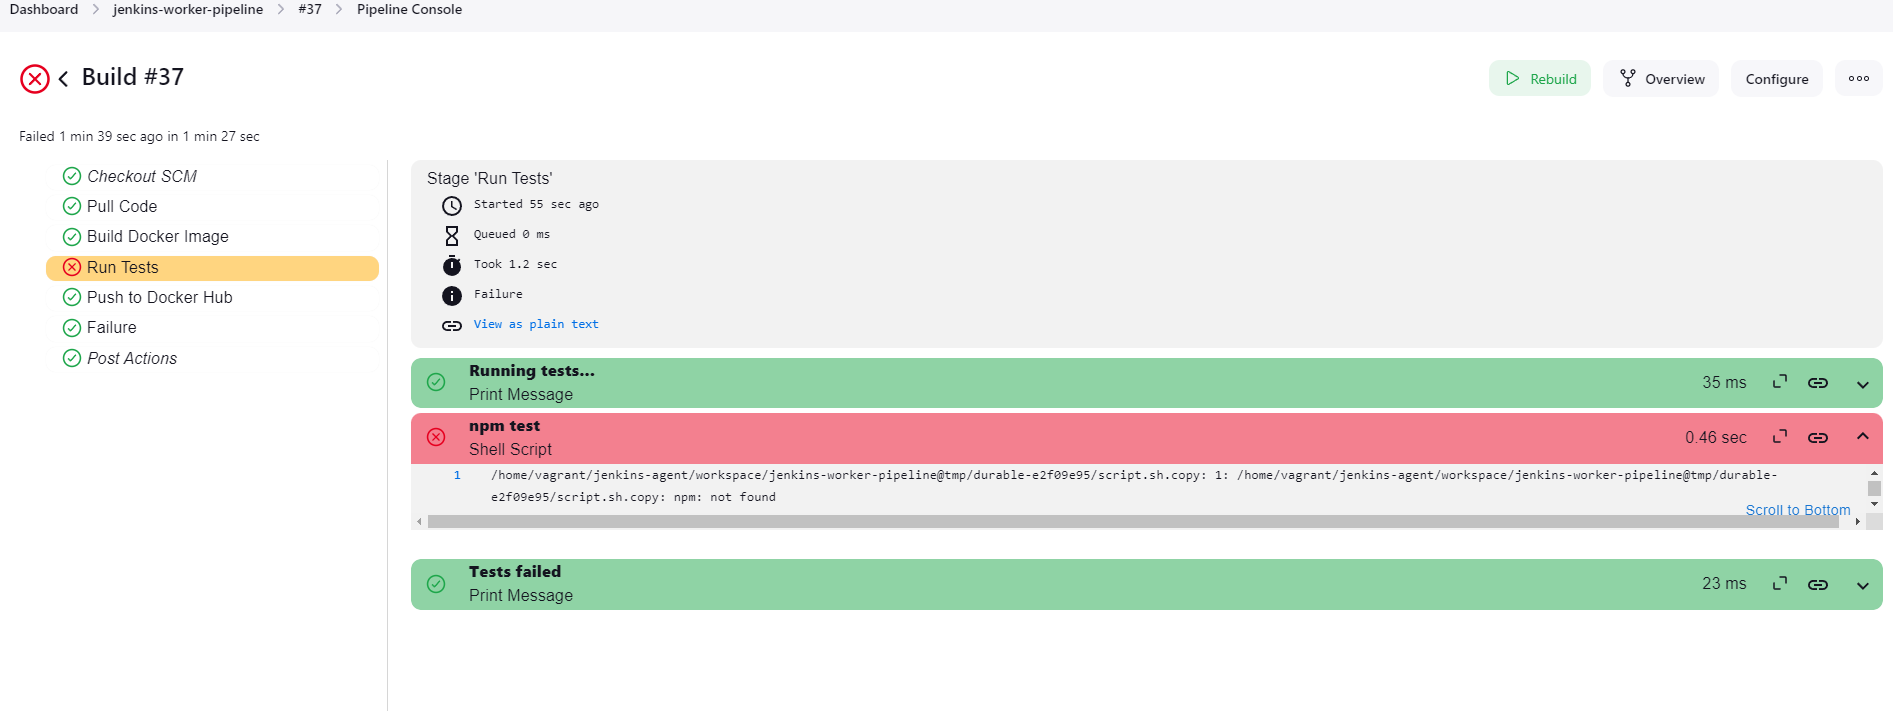 Dashboard > jenkins-worker-pipeline > #37 > Pipeline Console
Build #37
Rebuild
Overview
Configure
Failed 1 min 39 sec ago in 1 min 27 sec
Checkout SCM
Pull Code
Build Docker Image
Run Tests
Push to Docker Hub
Failure
Post Actions
Stage 'Run Tests'
Started 55 sec ago
Queued 0 ms
Took 1.2 sec
Failure
View as plain text
Running tests...
Print Message
35 ms
npm test
Shell Script
0.46 sec
1 /home/vagrant/jenkins-agent/workspace/jenkins-worker-pipeline@tmp/durable-e2f09e95/script.sh.copy: 1: /home/vagrant/jenkins-agent/workspace/jenkins-worker-pipeline@tmp/durable-
e2f09e95/script.sh.copy: npm: not found
Scroll to Bottom
Tests failed
Print Message
23 ms